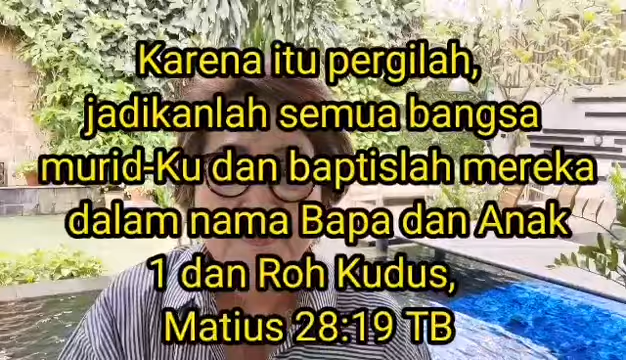 Karena itu pergilah,
jadikanlah semua bangsa
murid-Ku dan baptislah mereka
dalam nama Bapa dan Anak
1 dan Roh Kudus,
Matius 28:19 TB